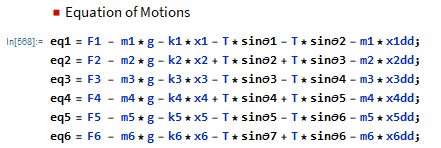 Equation of Motions
In[568]:= eq1 = F1 - m1*g - k1*x1 - T*sinθ1 - T*sinθ2 - m1*x1dd;
eq2 = F2 - m2*g - k2*x2 + T*sinθ2 + T*sinθ3 - m2*x2dd;
eq3 = F3 - m3*g - k3*x3 - T*sinθ3 - T*sinθ4 - m3*x3dd;
eq4 = F4 - m4*g - k4*x4 + T*sinθ4 + T*sinθ5 - m4*x4dd;
eq5 = F5 - m5*g - k5*x5 - T*sinθ5 - T*sinθ6 - m5*x5dd;
eq6 = F6 - m6*g - k6*x6 - T*sinθ7 + T*sinθ6 - m6*x6dd;